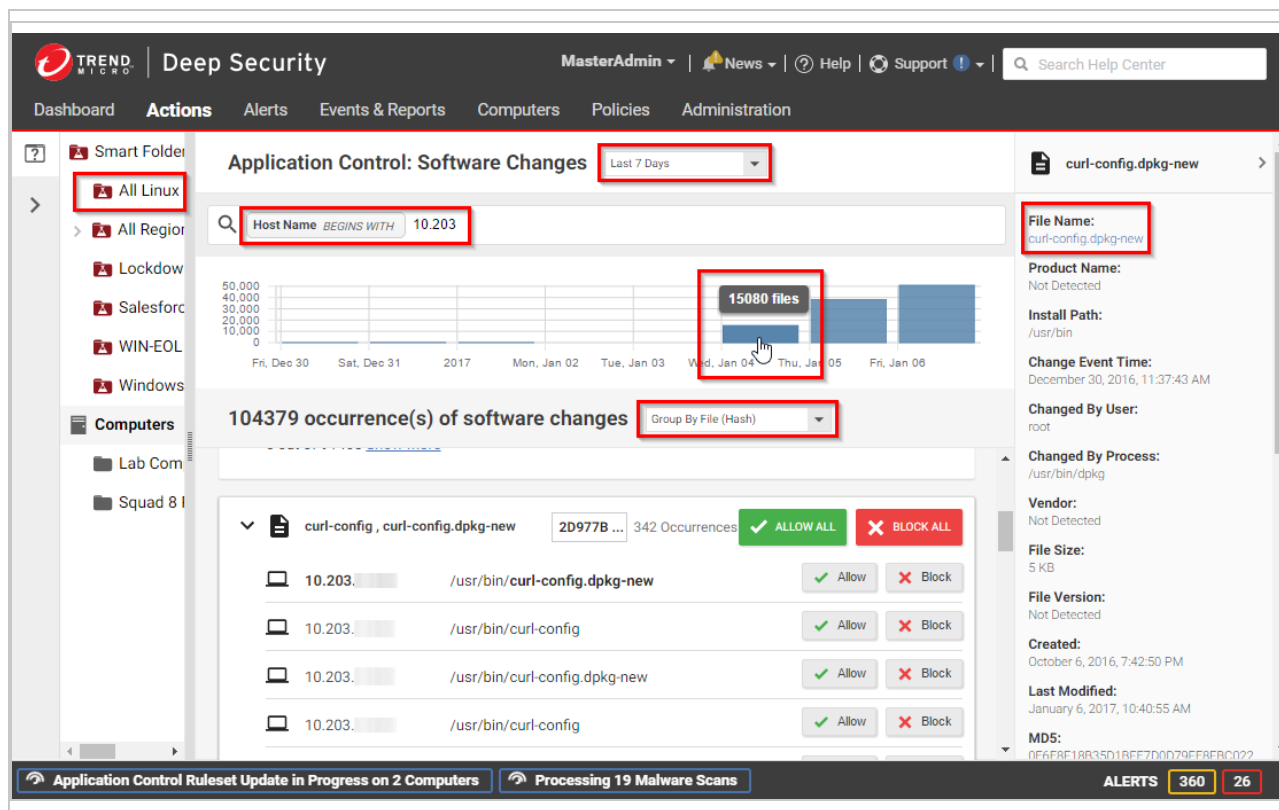 TREND MICRO Deep Security MasterAdmin | News | Help | Support ! | Search Help Center
Dashboard Actions Alerts Events & Reports Computers Policies Administration
Smart Folder
All Linux
All Region
Lockdow
Salesforc
WIN-EOL
Windows
Computers
Lab Com
Squad 8
Application Control: Software Changes Last 7 Days
Host Name BEGINS WITH 10.203
50,000
40,000
30,000
20,000
10,000
0
15080 files
Fri, Dec 30 Sat, Dec 31 2017 Mon, Jan 02 Tue, Jan 03 Wed, Jan 04 Thu, Jan 05 Fri, Jan 06
104379 occurrence(s) of software changes Group By File (Hash)
curl-config , curl-config.dpkg-new 2D977B ... 342 Occurrences ALLOW ALL BLOCK ALL
10.203. /usr/bin/curl-config.dpkg-new Allow Block
10.203. /usr/bin/curl-config Allow Block
10.203. /usr/bin/curl-config.dpkg-new Allow Block
10.203. /usr/bin/curl-config Allow Block
curl-config.dpkg-new
File Name:
curl-config.dpkg-new
Product Name:
Not Detected
Install Path:
/usr/bin
Change Event Time:
December 30, 2016, 11:37:43 AM
Changed By User:
root
Changed By Process:
/usr/bin/dpkg
Vendor:
Not Detected
File Size:
5 KB
File Version:
Not Detected
Created:
October 6, 2016, 7:42:50 PM
Last Modified:
January 6, 2017, 10:40:55 AM
MD5:
Application Control Ruleset Update in Progress on 2 Computers Processing 19 Malware Scans ALERTS 360 26